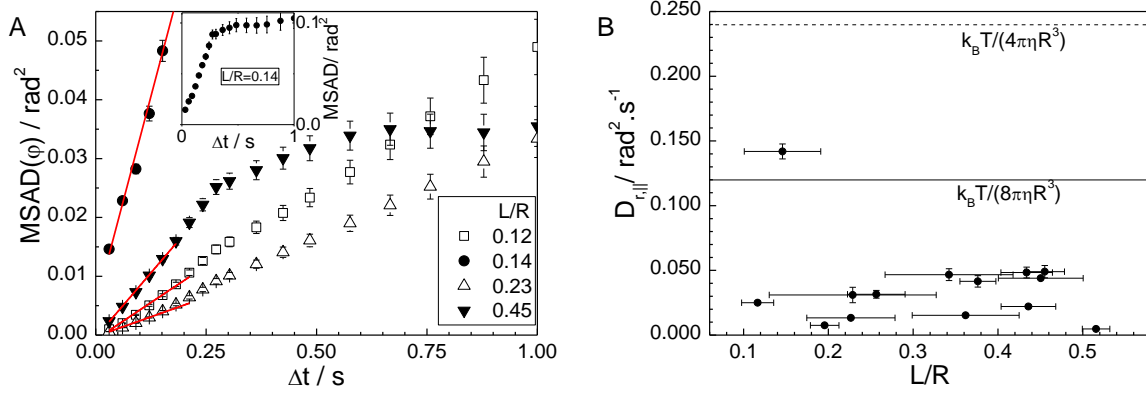 A
MSAD(φ) / rad²
0.05
0.04
0.03
0.02
0.01
0.00
0.00
0.25
0.50
0.75
1.00
Δt / s
L/R=0.14
0
1
Δt / s
0.1
0.0
MSAD/ rad²
L/R
0.12
0.14
0.23
0.45
B
D_r,||/ rad².s⁻¹
0.250
0.200
0.150
0.100
0.050
0.000
0.1
0.2
0.3
0.4
0.5
L/R
k_BT/(4πηR³)
k_BT/(8πηR³)